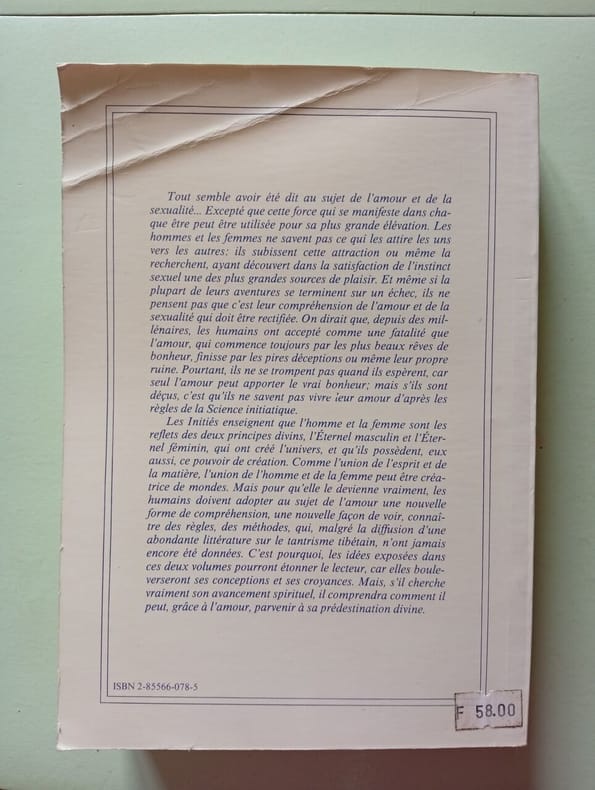 Tout semble avoir été dit au sujet de l'amour et de la
sexualité... Excepté que cette force qui se manifeste dans cha-
que être peut être utilisée pour sa plus grande élévation. Les
hommes et les femmes ne savent pas ce qui les attire les uns
vers les autres; ils subissent cette attraction ou même la
recherchent, ayant découvert dans la satisfaction de l'instinct
sexuel une des plus grandes sources de plaisir. Et même si la
plupart de leurs aventures se terminent sur un échec, ils ne
pensent pas que c'est leur compréhension de l'amour et de la
sexualité qui doit être rectifiée. On dirait que, depuis des mil-
lénaires, les humains ont accepté comme une fatalité que
l'amour, qui commence toujours par les plus beaux rêves de
bonheur, finisse par les pires déceptions ou même leur propre
ruine. Pourtant, ils ne se trompent pas quand ils espèrent, car
seul l'amour peut apporter le vrai bonheur; mais s'ils sont
déçus, c'est qu'ils ne savent pas vivre leur amour d'après les
règles de la Science initiatique.
Les Initiés enseignent que l'homme et la femme sont les
reflets des deux principes divins, l'Éternel masculin et l'Éter-
nel féminin, qui ont créé l'univers, et qu'ils possèdent, eux
aussi, ce pouvoir de création. Comme l'union de l'esprit et de
la matière, l'union de l'homme et de la femme peut être créa-
trice de mondes. Mais pour qu'elle le devienne vraiment, les
humains doivent adopter au sujet de l'amour une nouvelle
forme de compréhension, une nouvelle façon de voir, connaî-
tre des règles, des méthodes, qui, malgré la diffusion d'une
abondante littérature sur le tantrisme tibétain, n'ont jamais
encore été données. C'est pourquoi, les idées exposées dans
ces deux volumes pourront étonner le lecteur, car elles boule-
verseront ses conceptions et ses croyances. Mais, s'il cherche
vraiment son avancement spirituel, il comprendra comment il
peut, grâce à l'amour, parvenir à sa prédestination divine.
ISBN 2-85566-078-5
F 58.00